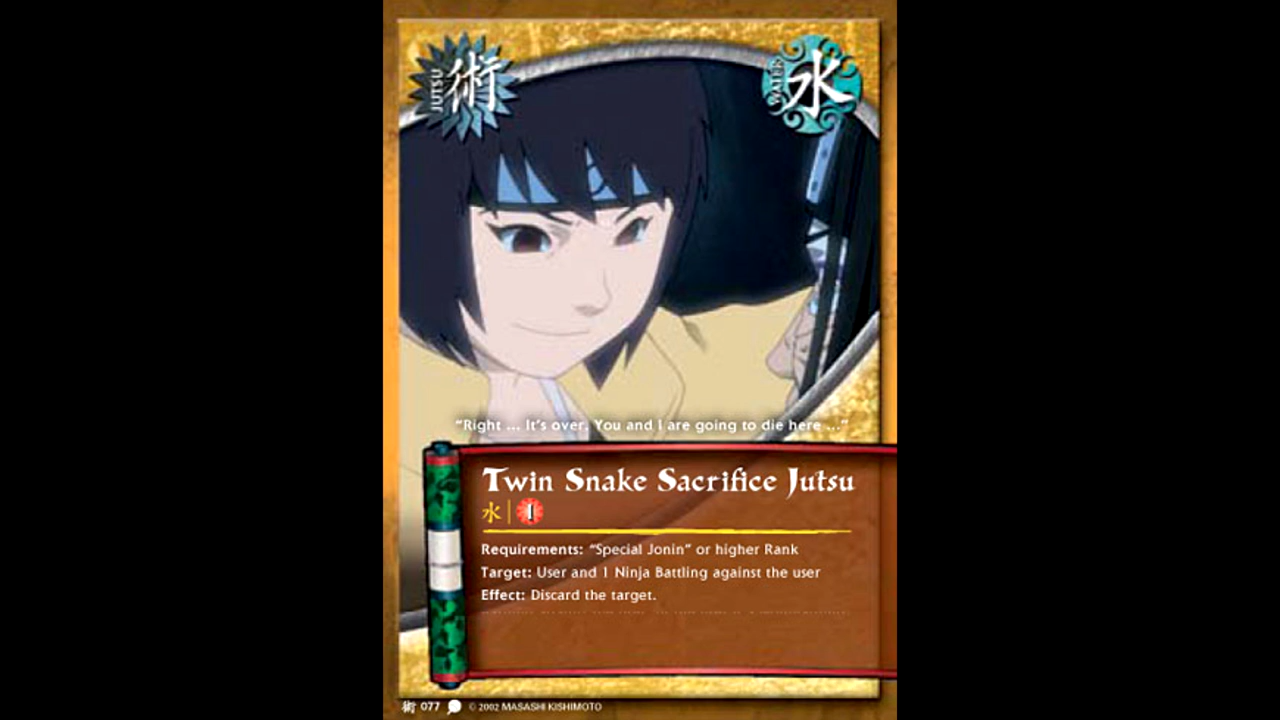 JUTSU 術
WATER 水
“Right ... It’s over. You and I are going to die here ...”
Twin Snake Sacrifice Jutsu
水 | 1
Requirements: “Special Jonin” or higher Rank
Target: User and 1 Ninja Battling against the user
Effect: Discard the target.
術 077 © 2002 MASASHI KISHIMOTO